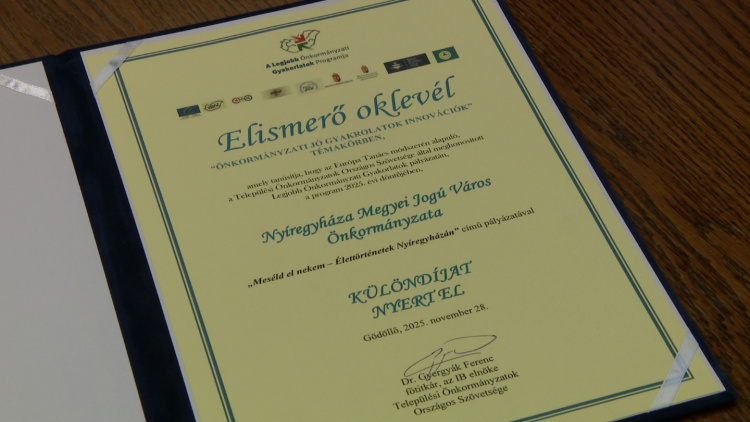 A Legjobb Önkormányzati
Gyakorlatok Programja
Elismerő oklevél
"ÖNKORMÁNYZATI JÓ GYAKROLATOK INNOVÁCIÓK"
TÉMAKÖRBEN,
amely tanúsítja, hogy az Európa Tanács módszerén alapuló,
a Települési Önkormányzatok Országos Szövetsége által meghonosított
Legjobb Önkormányzati Gyakorlatok pályázatán,
a program 2025. évi döntőjében,
Nyíregyháza Megyei Jogú Város
Önkormányzata
„Meséld el nekem – Élettörténetek Nyíregyházán" című pályázatával
KÜLÖNDÍJAT
NYERT EL
Gödöllő, 2025. november 28.
Dr. Gyergyák Ferenc
főtitkár, az IB elnöke
Települési Önkormányzatok
Országos Szövetsége